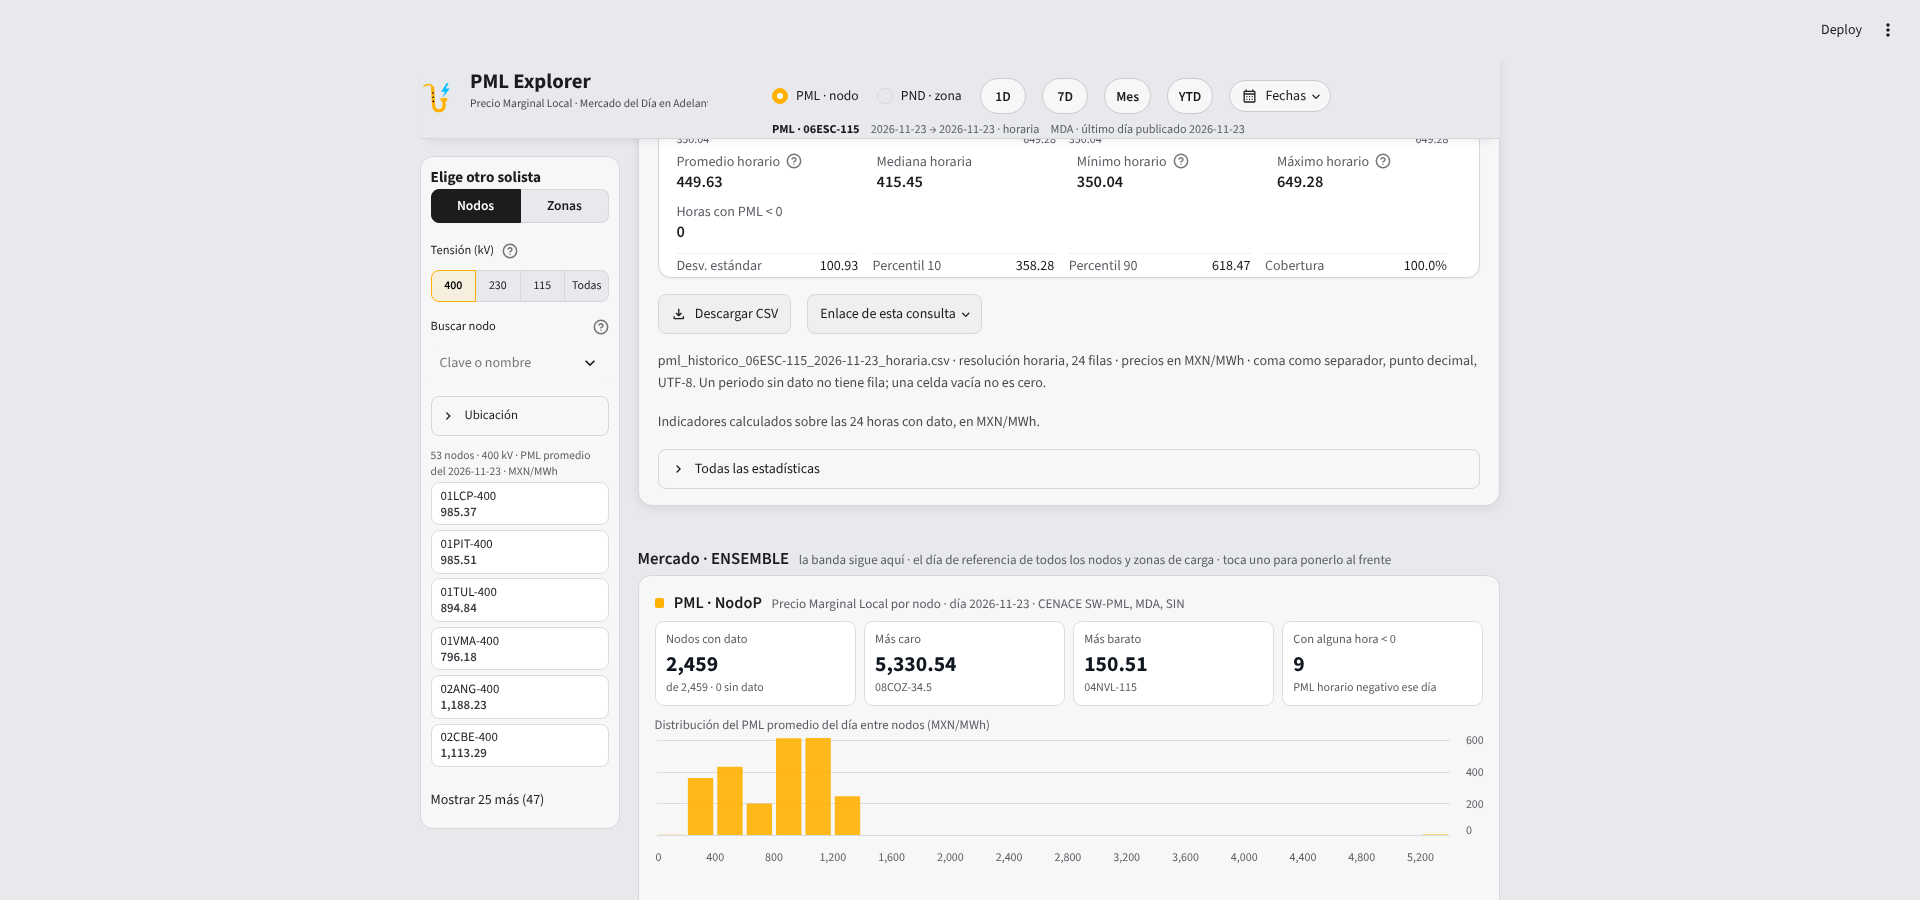 Deploy
PML Explorer
Precio Marginal Local · Mercado del Día en Adelan
PML · nodo
PND · zona
1D
7D
Mes
YTD
Fechas
PML · 06ESC-115 2026-11-23 → 2026-11-23 · horaria MDA · último día publicado 2026-11-23
Elige otro solista
Nodos
Zonas
Tensión (kV)
400
230
115
Todas
Buscar nodo
Clave o nombre
Ubicación
53 nodos · 400 kV · PML promedio
del 2026-11-23 · MXN/MWh
01LCP-400
985.37
01PIT-400
985.51
01TUL-400
894.84
01VMA-400
796.18
02ANG-400
1,188.23
02CBE-400
1,113.29
Mostrar 25 más (47)
350.04 649.28 350.04 649.28
Promedio horario
449.63
Mediana horaria
415.45
Mínimo horario
350.04
Máximo horario
649.28
Horas con PML < 0
0
Desv. estándar 100.93
Percentil 10 358.28
Percentil 90 618.47
Cobertura 100.0%
Descargar CSV
Enlace de esta consulta
pml_historico_06ESC-115_2026-11-23_horaria.csv · resolución horaria, 24 filas · precios en MXN/MWh · coma como separador, punto decimal,
UTF-8. Un periodo sin dato no tiene fila; una celda vacía no es cero.
Indicadores calculados sobre las 24 horas con dato, en MXN/MWh.
Todas las estadísticas
Mercado · ENSEMBLE la banda sigue aquí · el día de referencia de todos los nodos y zonas de carga · toca uno para ponerlo al frente
PML · NodoP Precio Marginal Local por nodo · día 2026-11-23 · CENACE SW-PML, MDA, SIN
Nodos con dato
2,459
de 2,459 · 0 sin dato
Más caro
5,330.54
08COZ-34.5
Más barato
150.51
04NVL-115
Con alguna hora < 0
9
PML horario negativo ese día
Distribución del PML promedio del día entre nodos (MXN/MWh)
600
400
200
0
0 400 800 1,200 1,600 2,000 2,400 2,800 3,200 3,600 4,000 4,400 4,800 5,200